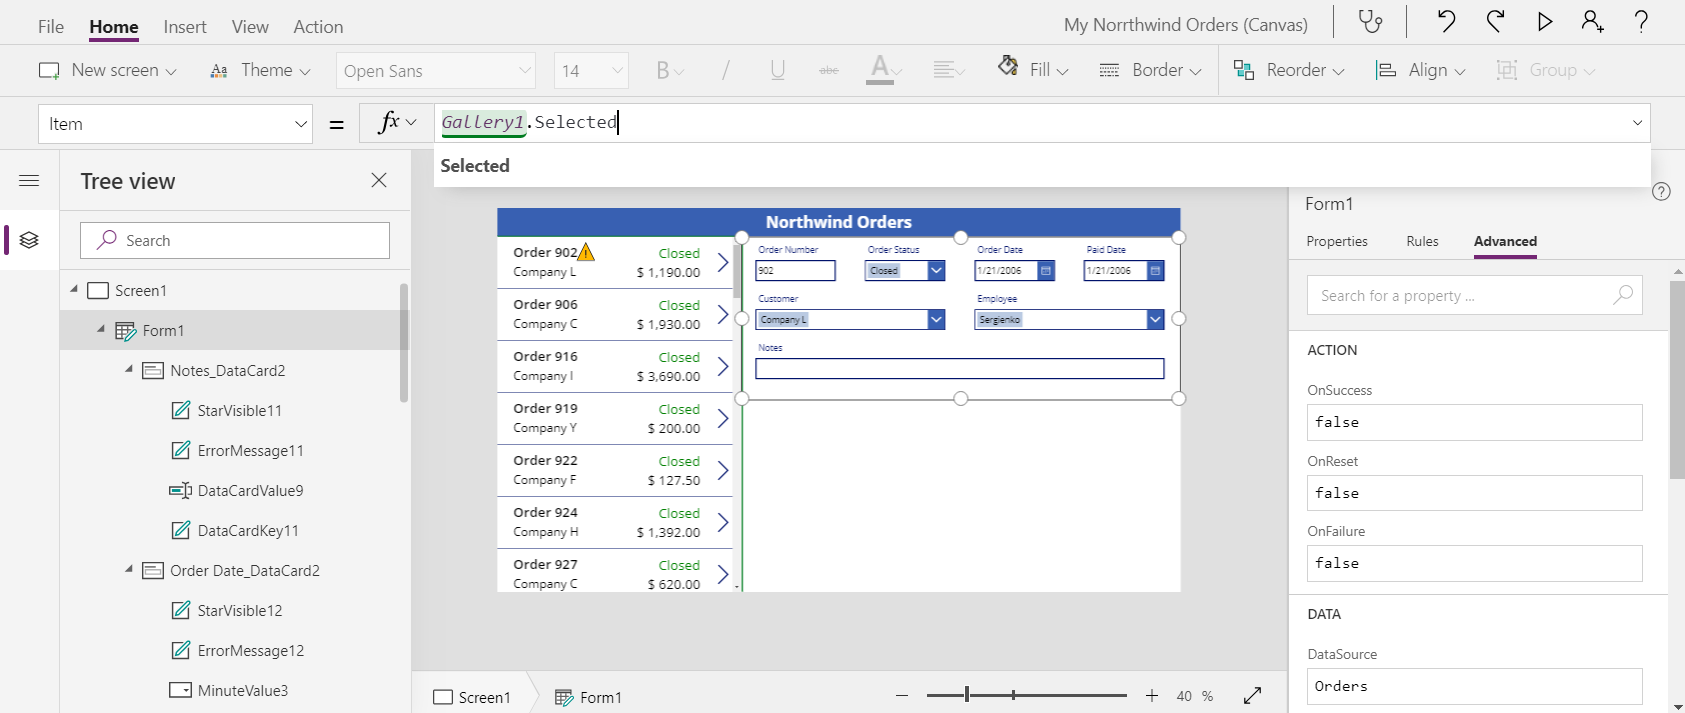 File Home Insert View Action My Norrthwind Orders (Canvas) ?
New screen Aa Theme Open Sans 14 B / U abc A Fill Border Reorder Align Group
Item = fx Gallery1.Selected
Selected
Tree view
Search
Screen1
Form1
Notes_DataCard2
StarVisible11
ErrorMessage11
DataCardValue9
DataCardKey11
Order Date_DataCard2
StarVisible12
ErrorMessage12
MinuteValue3
Northwind Orders
Order 902 Closed
Company L $ 1,190.00
Order 906 Closed
Company C $ 1,930.00
Order 916 Closed
Company I $ 3,690.00
Order 919 Closed
Company Y $ 200.00
Order 922 Closed
Company F $ 127.50
Order 924 Closed
Company H $ 1,392.00
Order 927 Closed
Company C $ 620.00
Order Number Order Status Order Date Paid Date
902 Closed 1/21/2006 1/21/2006
Customer Employee
Company L Sergienko
Notes
Screen1 Form1 40 %
?
Form1
Properties Rules Advanced
Search for a property ...
ACTION
OnSuccess
false
OnReset
false
OnFailure
false
DATA
DataSource
Orders